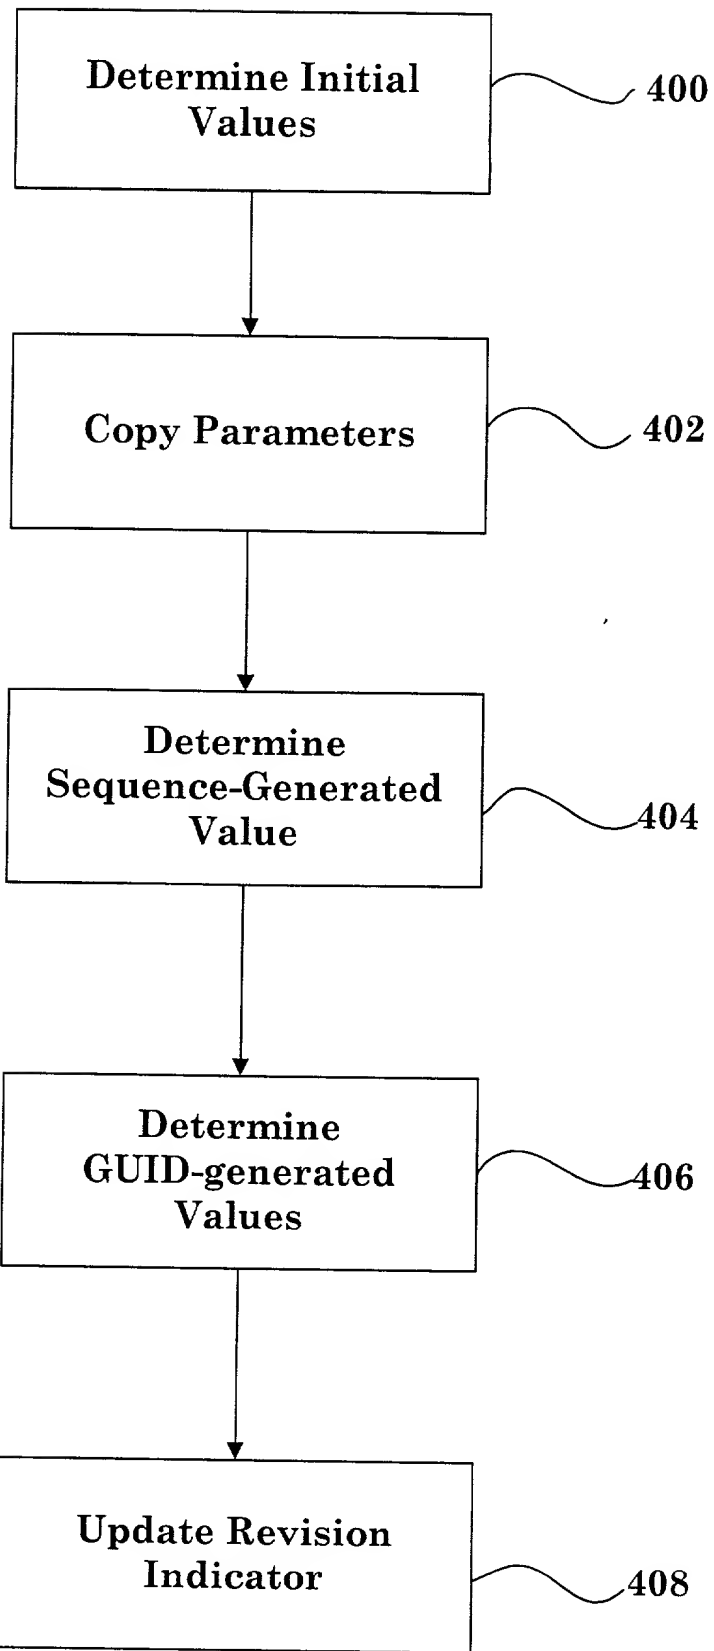 Determine Initial
Values
400
Copy Parameters
402
Determine
Sequence-Generated
Value
404
Determine
GUID-generated
Values
406
Update Revision
Indicator
408